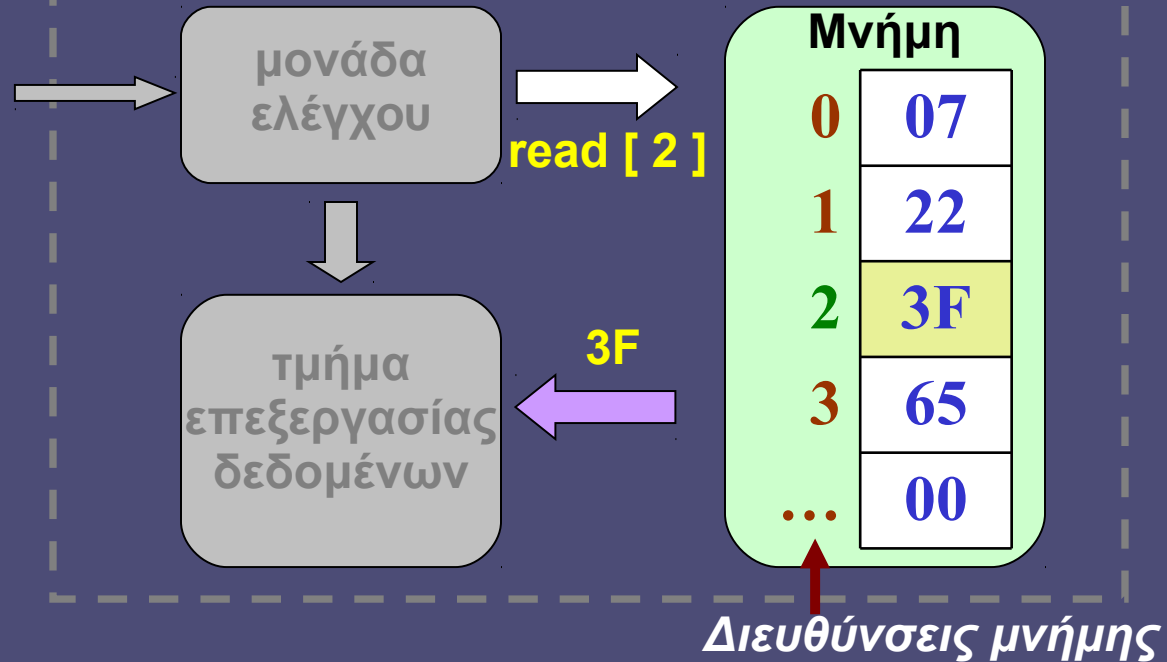 μονάδα
ελέγχου
read [ 2 ]
Μνήμη
0 07
1 22
2 3F
3 65
... 00
3F
τμήμα
επεξεργασίας
δεδομένων
Διευθύνσεις μνήμης